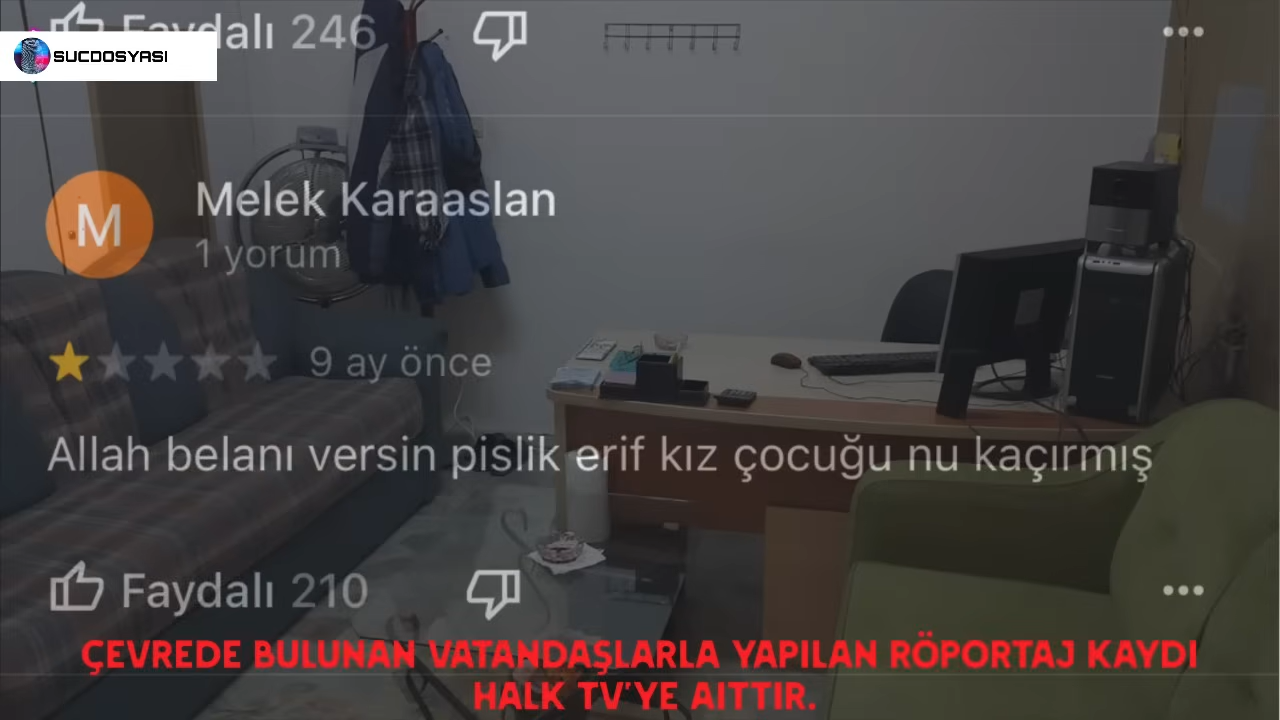 Faydalı 246
SUCDOSYASI
M
Melek Karaaslan
1 yorum
9 ay önce
Allah belanı versin pislik erif kız çocuğu nu kaçırmış
Faydalı 210
ÇEVREDE BULUNAN VATANDAŞLARLA YAPILAN RÖPORTAJ KAYDI
HALK TV'YE AITTIR.